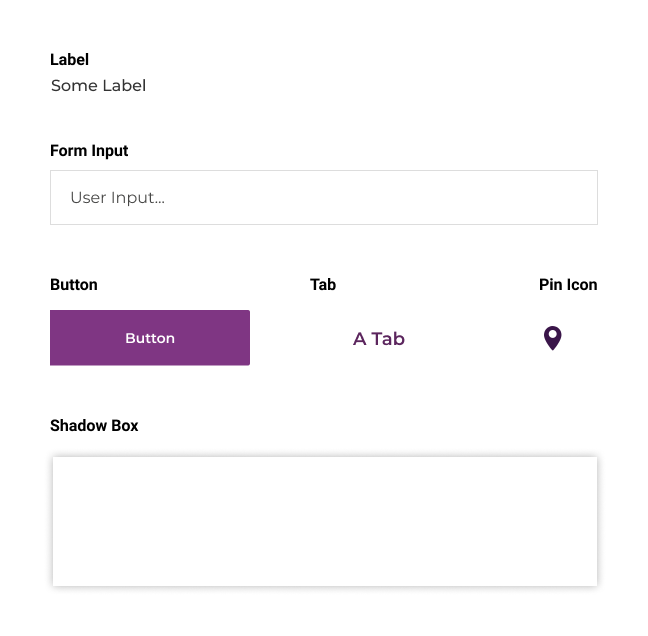 Label
Some Label
Form Input
User Input...
Button
Tab
Pin Icon
Button
A Tab
Shadow Box